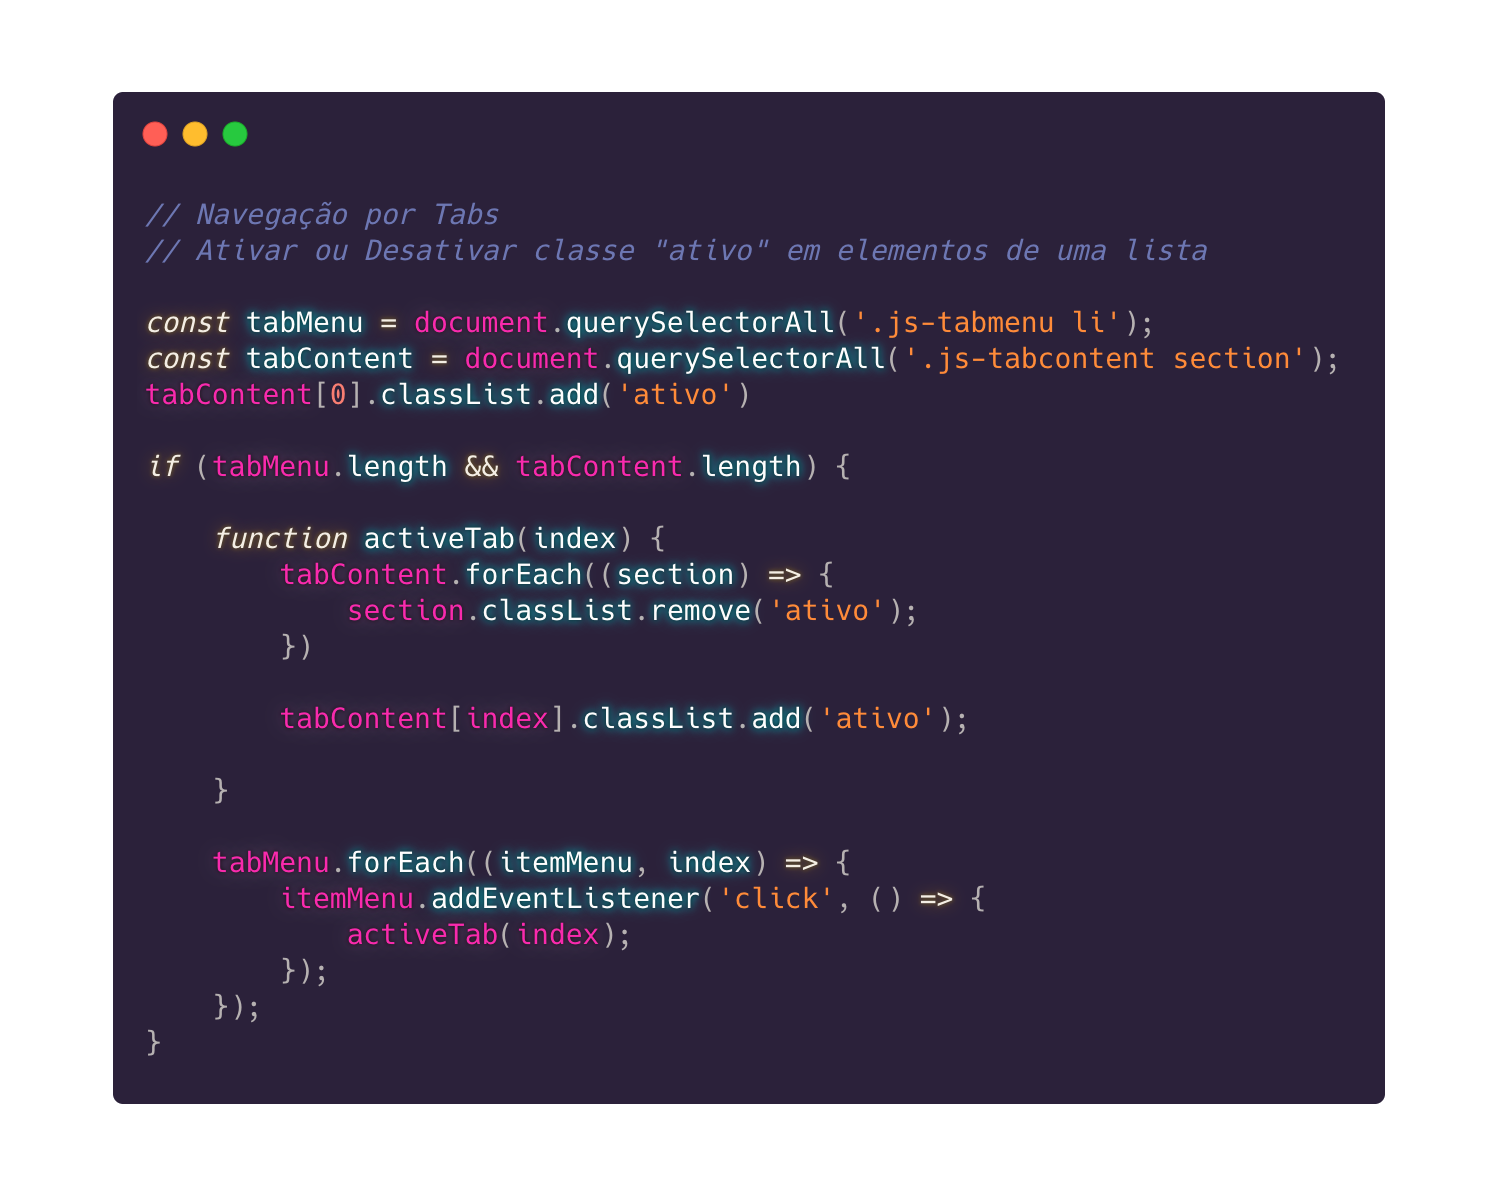 // Navegação por Tabs
// Ativar ou Desativar classe "ativo" em elementos de uma lista
const tabMenu = document.querySelectorAll('.js-tabmenu li');
const tabContent = document.querySelectorAll('.js-tabcontent section');
tabContent[0].classList.add('ativo')
if (tabMenu.length && tabContent.length) {
    function activeTab(index) {
        tabContent.forEach((section) => {
            section.classList.remove('ativo');
        })
        tabContent[index].classList.add('ativo');
    }
    tabMenu.forEach((itemMenu, index) => {
        itemMenu.addEventListener('click', () => {
            activeTab(index);
        });
    });
}